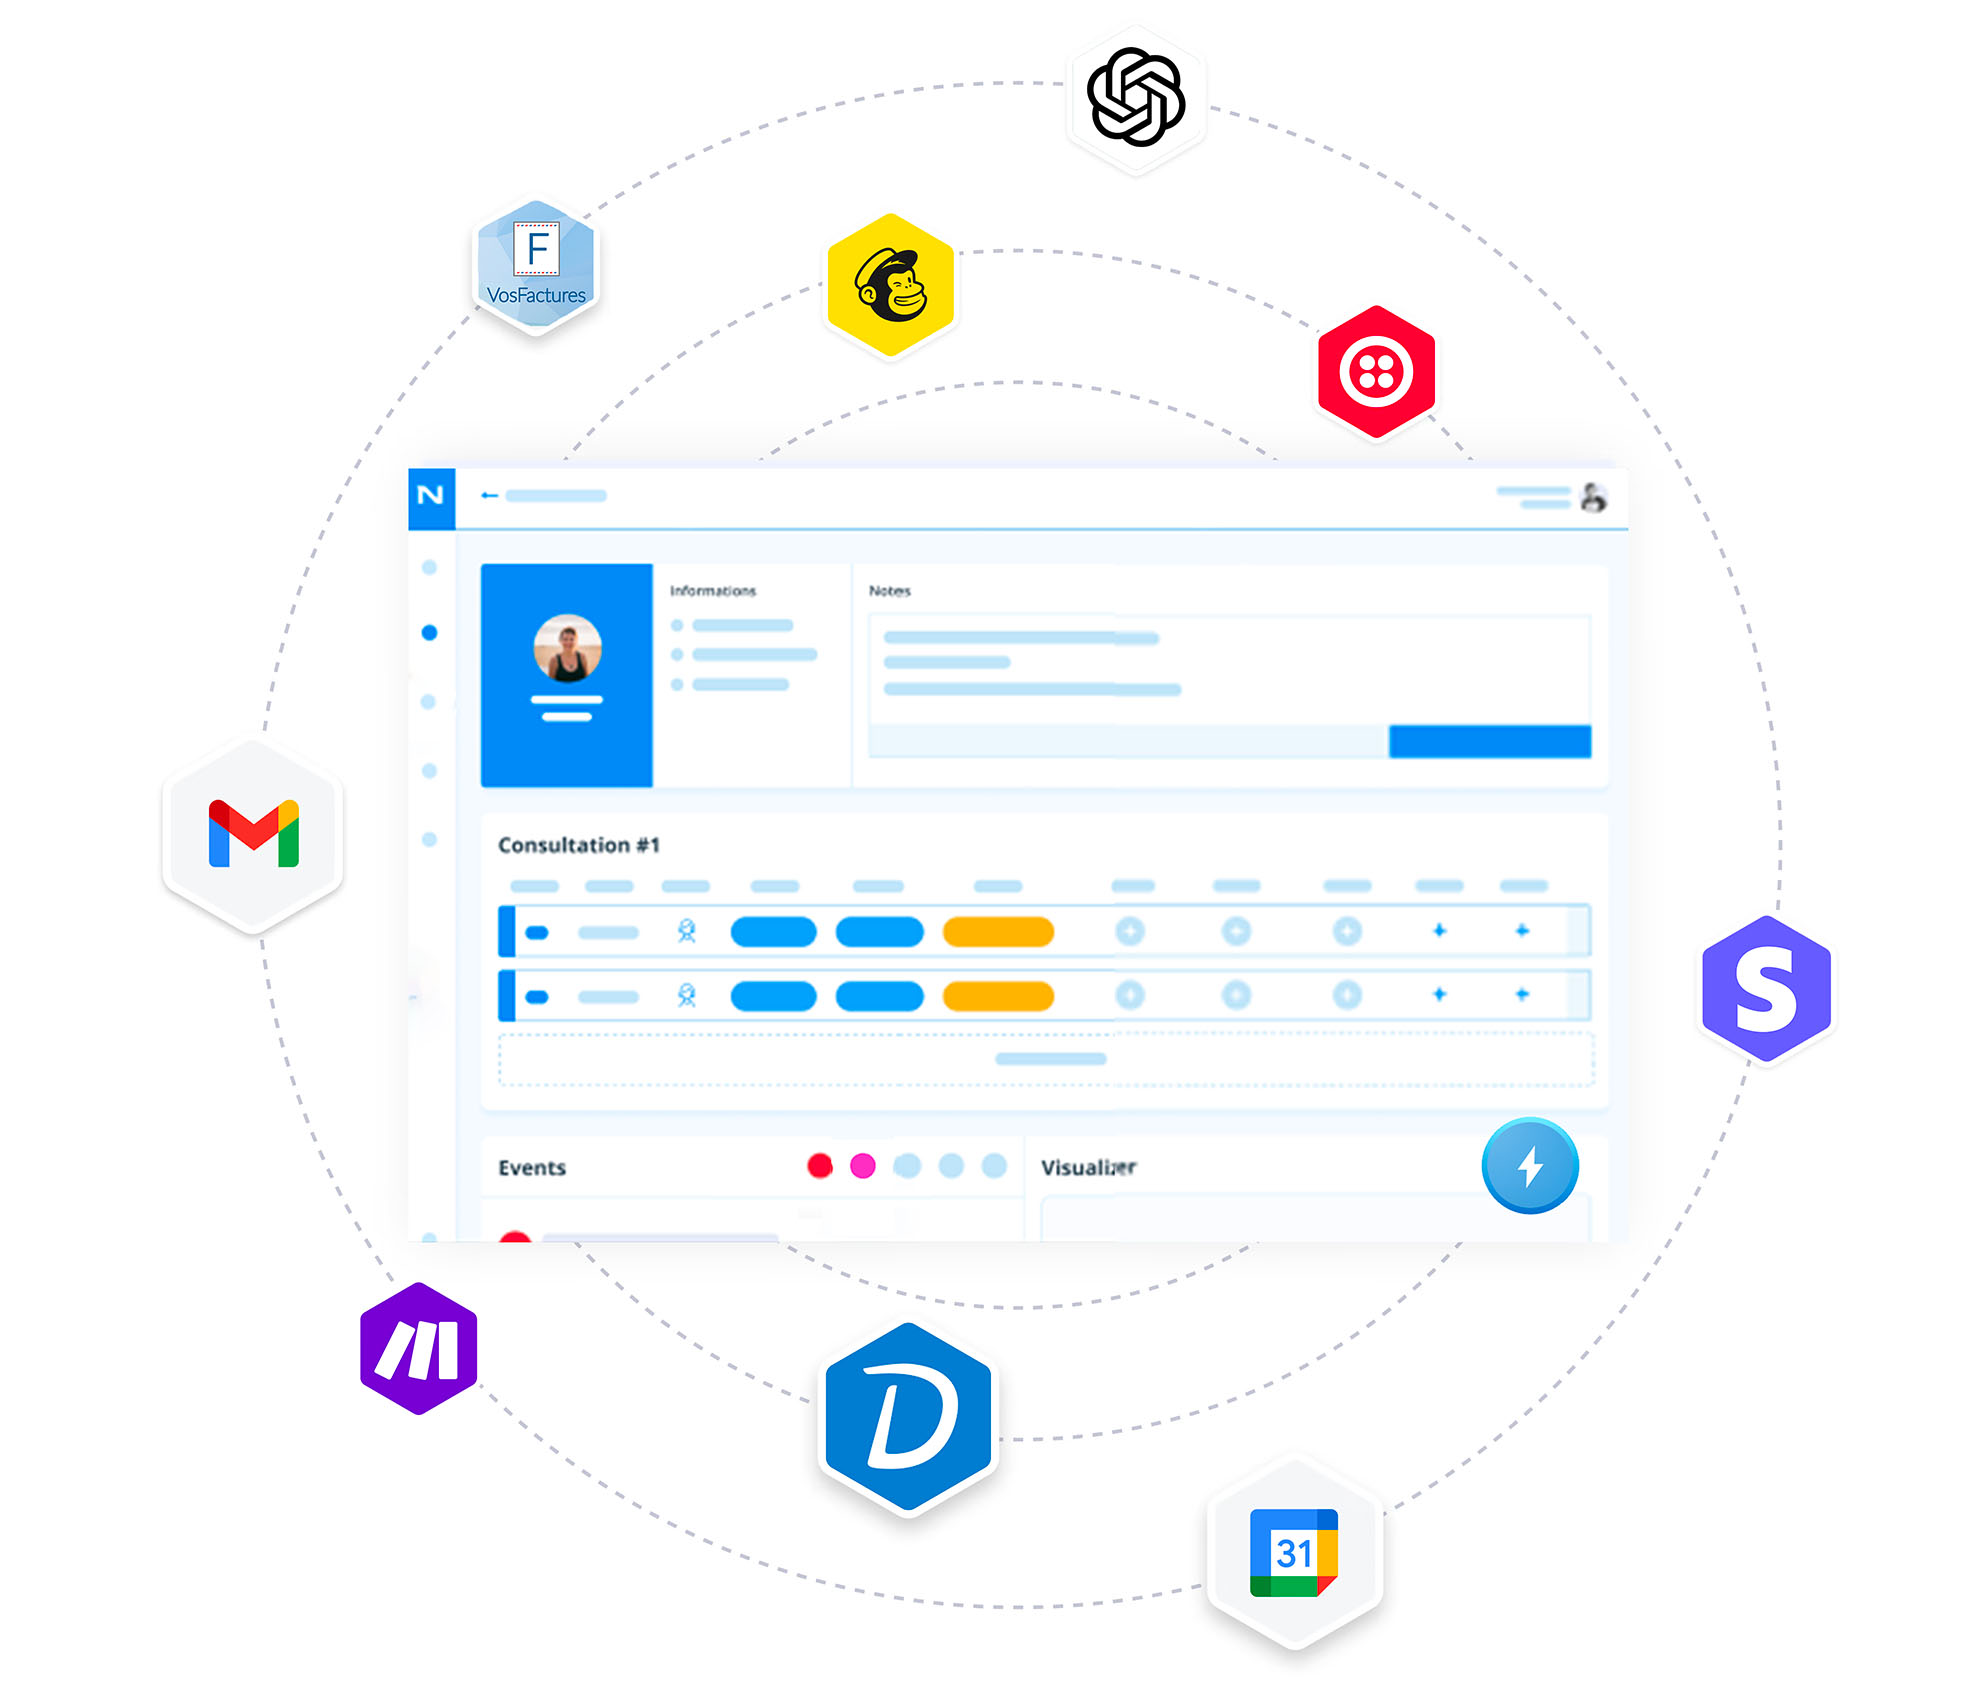 F
VosFactures
N
Informations
Notes
Consultation #1
Events
Visualizer
S
D
31